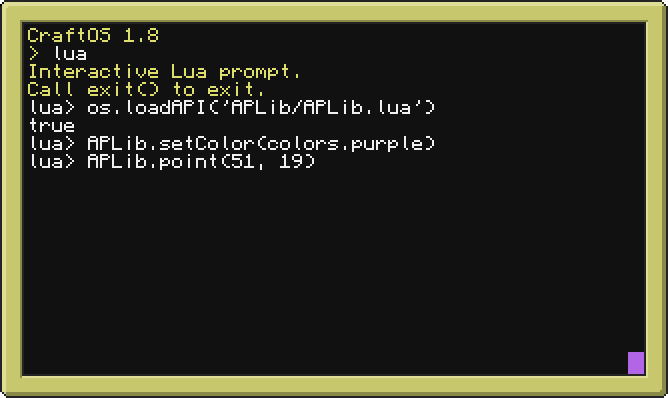 CraftOS 1.8
> lua
Interactive Lua prompt.
Call exit() to exit.
lua> os.loadAPI('APLib/APLib.lua')
true
lua> APLib.setColor(colors.purple)
lua> APLib.point(51, 19)